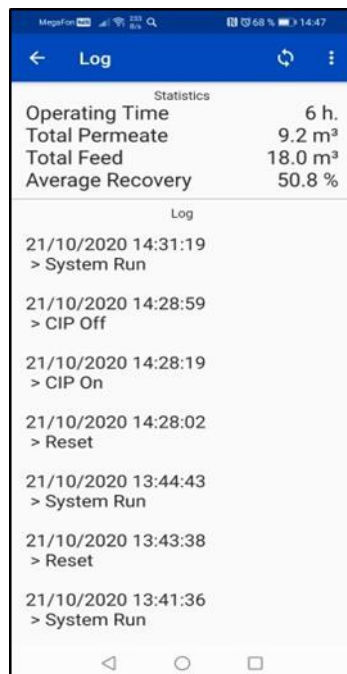 MegaFon 233 B/s 68 % 14:47
Log
Statistics
Operating Time 6 h.
Total Permeate 9.2 m³
Total Feed 18.0 m³
Average Recovery 50.8 %
Log
21/10/2020 14:31:19
> System Run
21/10/2020 14:28:59
> CIP Off
21/10/2020 14:28:19
> CIP On
21/10/2020 14:28:02
> Reset
21/10/2020 13:44:43
> System Run
21/10/2020 13:43:38
> Reset
21/10/2020 13:41:36
> System Run